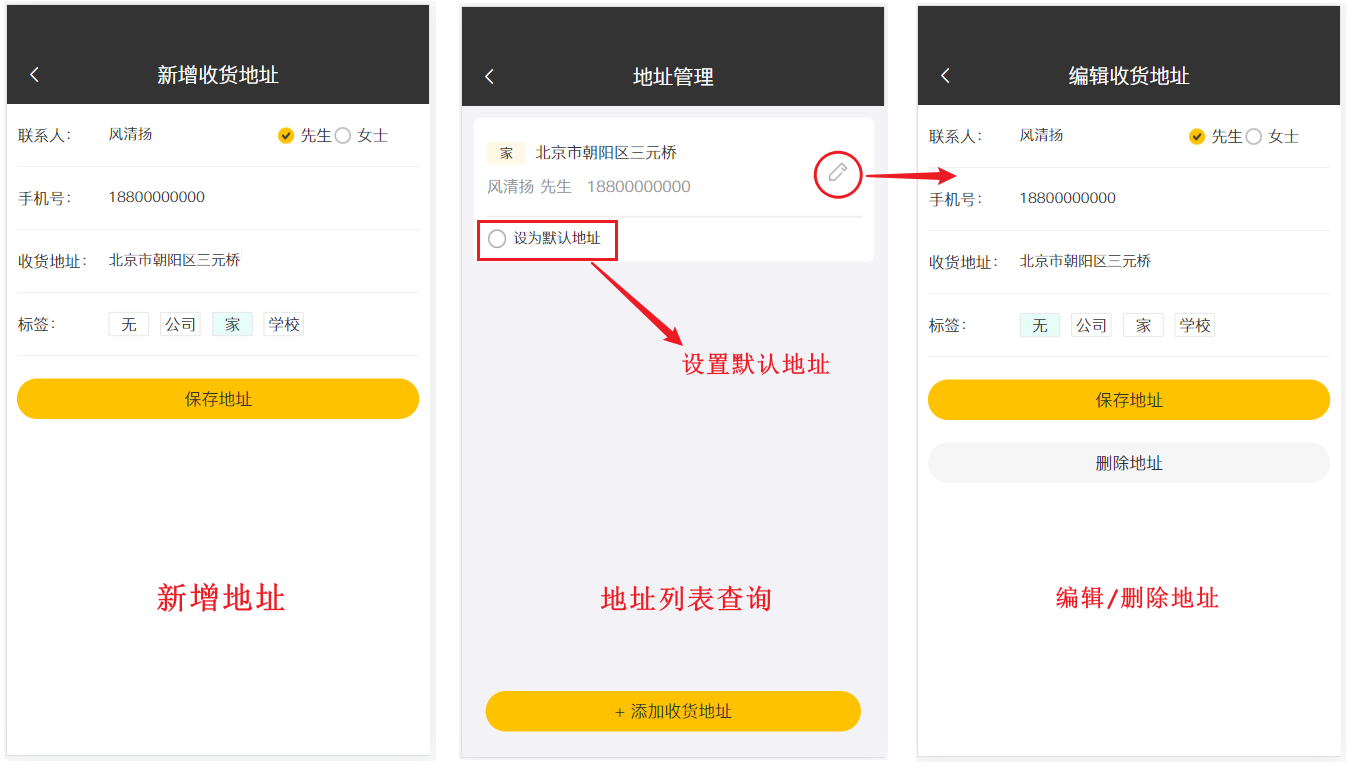 新增收货地址
联系人：
风清扬
先生
女士
手机号：
18800000000
收货地址：
北京市朝阳区三元桥
标签：
无
公司
家
学校
保存地址
新增地址
地址管理
家
北京市朝阳区三元桥
风清扬 先生 18800000000
设为默认地址
设置默认地址
地址列表查询
+ 添加收货地址
编辑收货地址
联系人：
风清扬
先生
女士
手机号：
18800000000
收货地址：
北京市朝阳区三元桥
标签：
无
公司
家
学校
保存地址
删除地址
编辑/删除地址